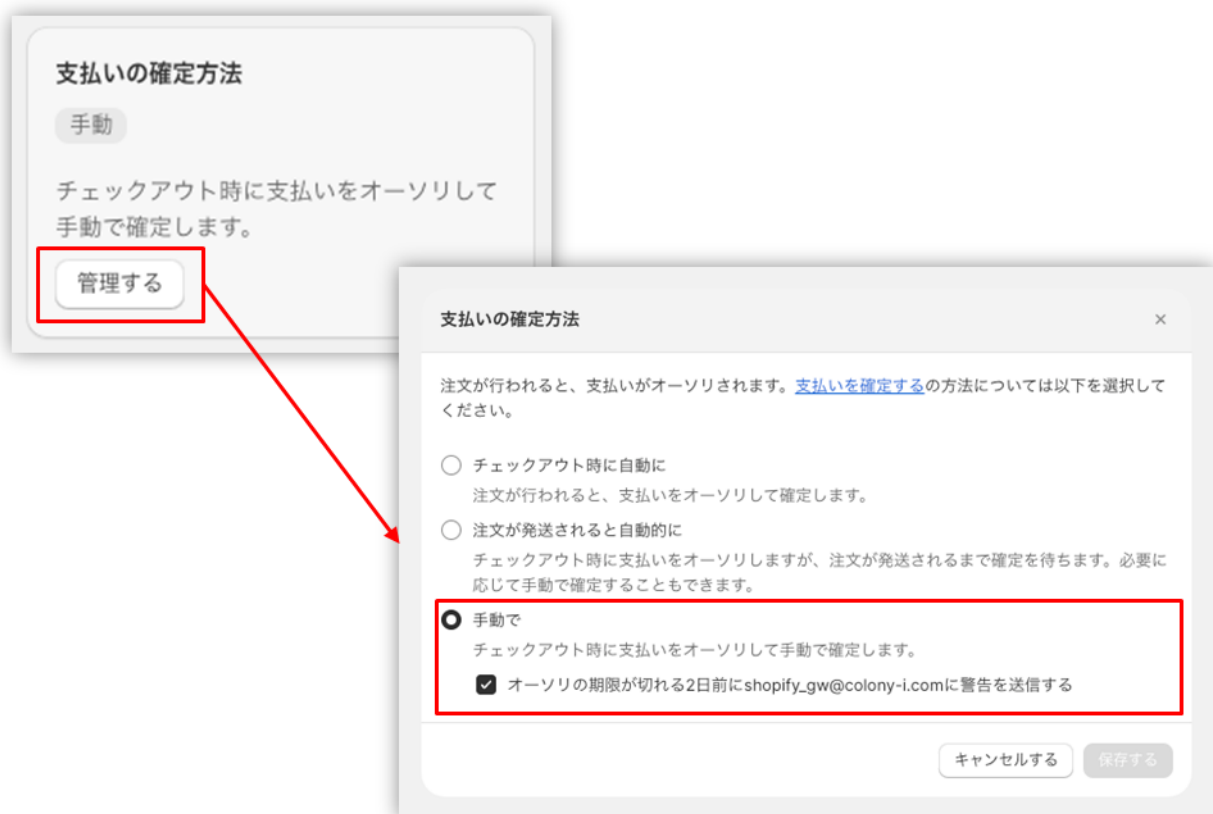 支払いの確定方法
手動
チェックアウト時に支払いをオーソリして
手動で確定します。
管理する
支払いの確定方法
×
注文が行われると、支払いがオーソリされます。支払いを確定するの方法については以下を選択して
ください。
チェックアウト時に自動に
注文が行われると、支払いをオーソリして確定します。
注文が発送されると自動的に
チェックアウト時に支払いをオーソリしますが、注文が発送されるまで確定を待ちます。必要に
応じて手動で確定することもできます。
手動で
チェックアウト時に支払いをオーソリして手動で確定します。
オーソリの期限が切れる2日前にshopify_gw@colony-i.comに警告を送信する
キャンセルする
保存する